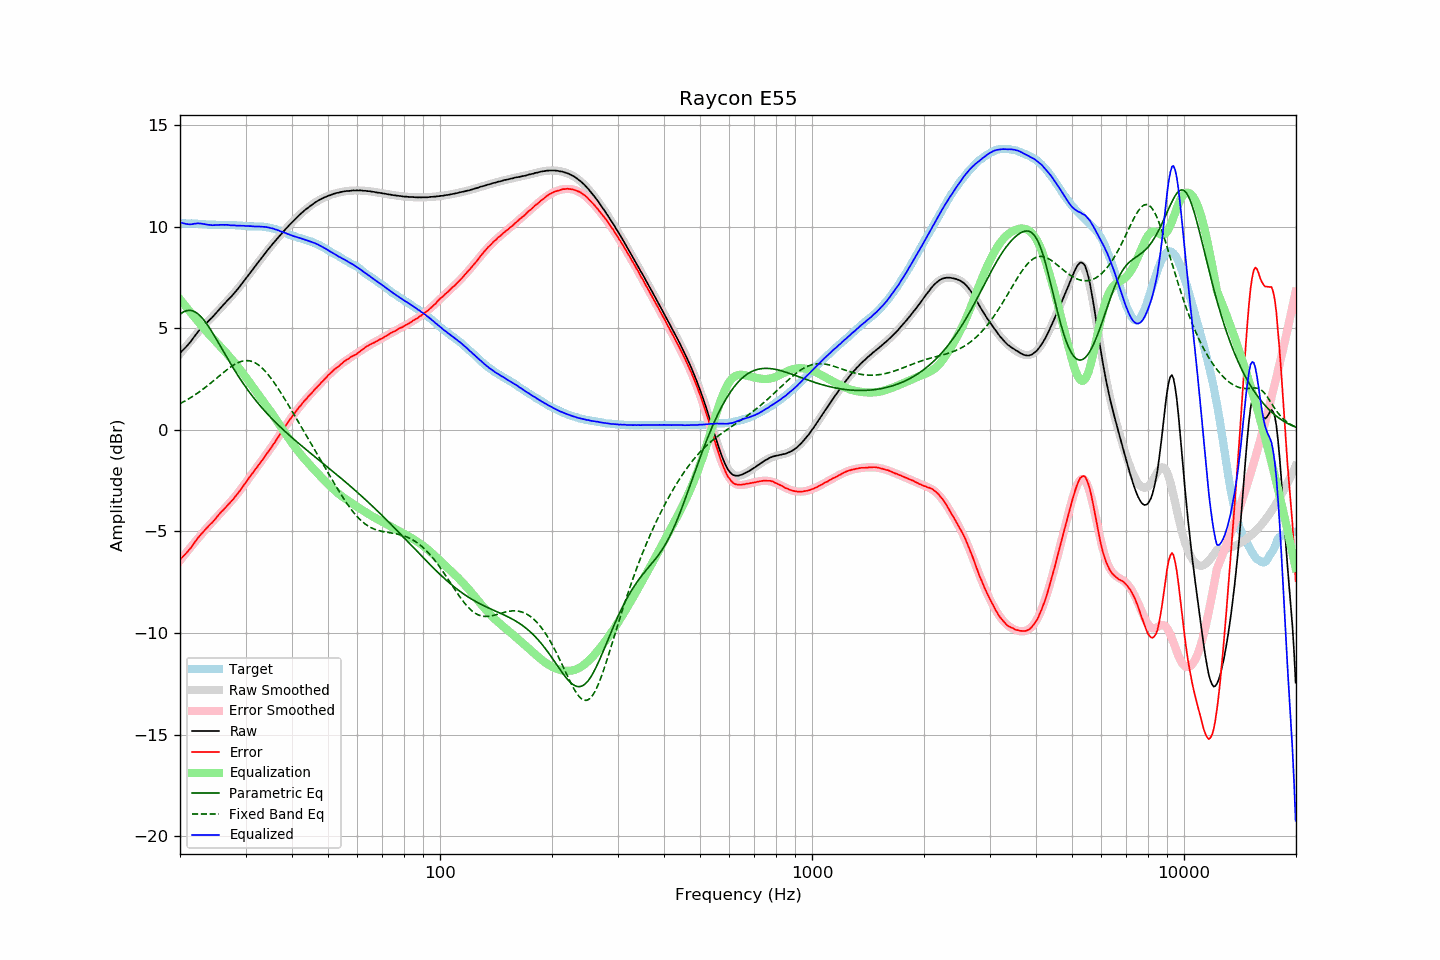 Raycon E55
Amplitude (dBr)
15
10
5
0
−5
−10
−15
−20
Target
Raw Smoothed
Error Smoothed
Raw
Error
Equalization
Parametric Eq
Fixed Band Eq
Equalized
100
1000
10000
Frequency (Hz)